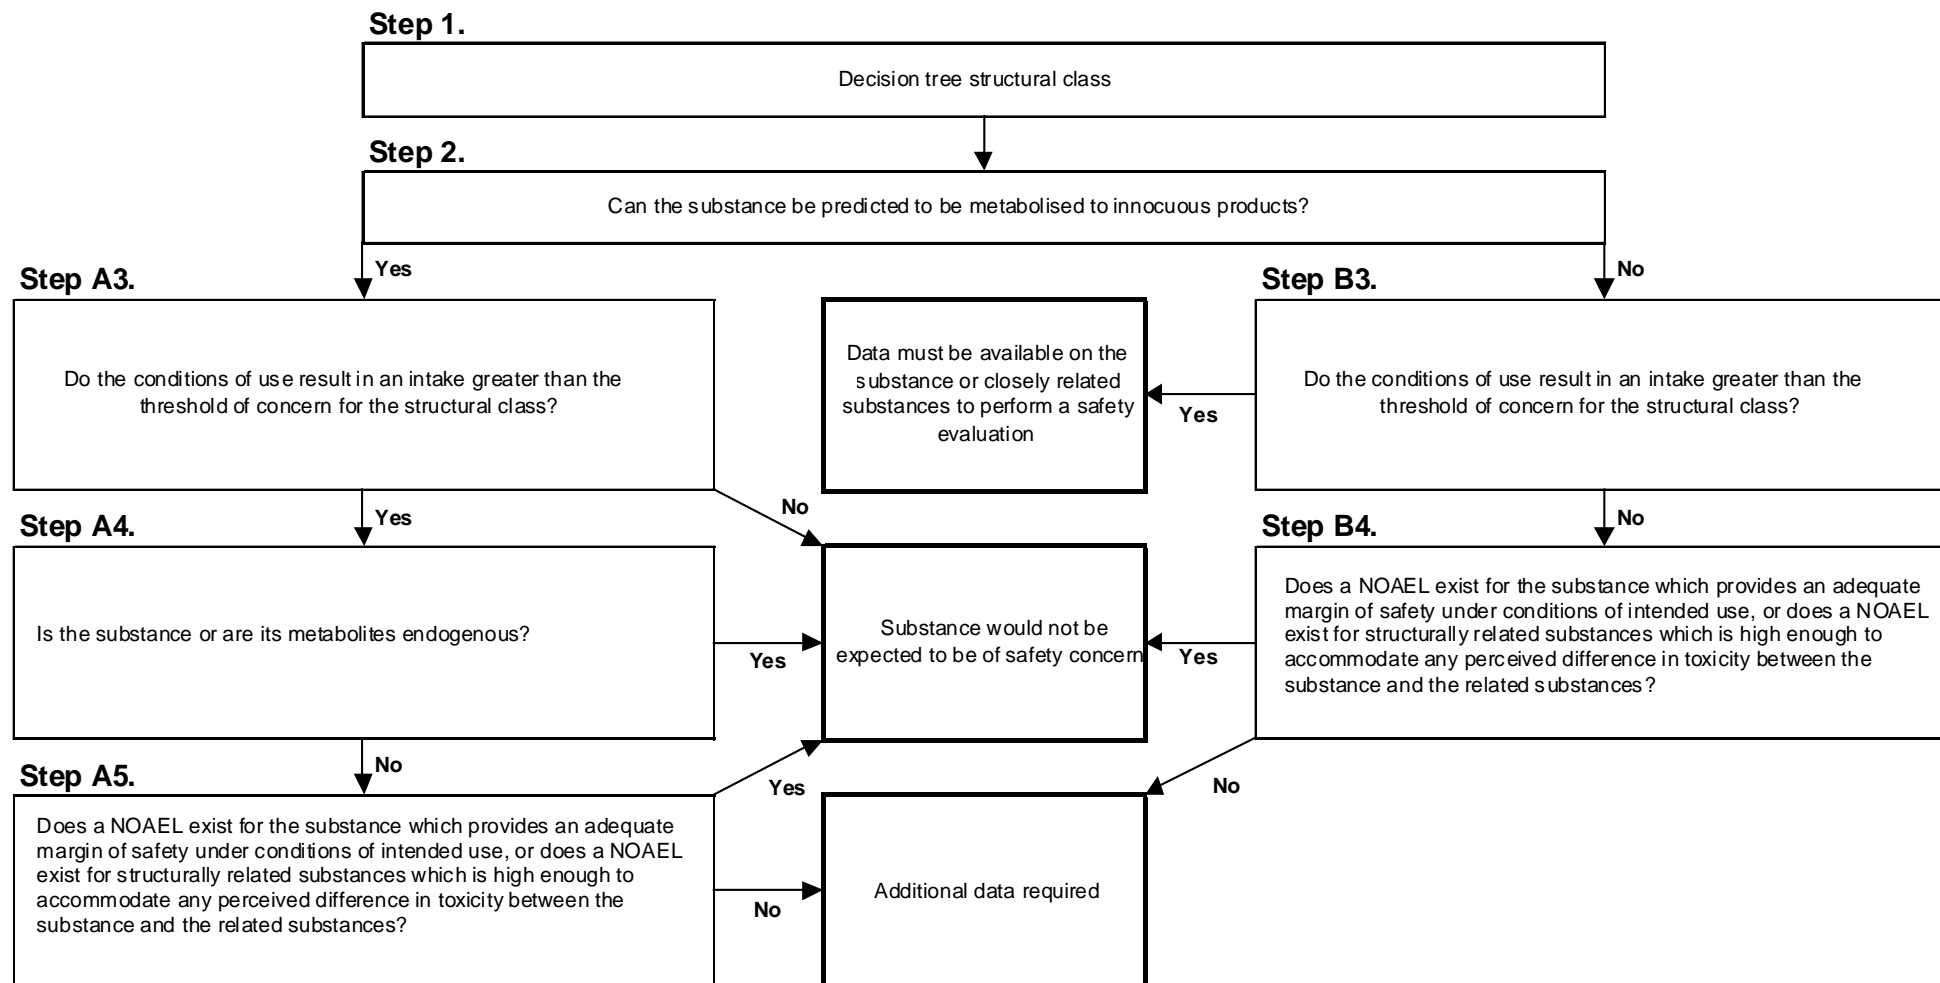 Step 1.
Decision tree structural class
Step 2.
Can the substance be predicted to be metabolised to innocuous products?
Yes
No
Step A3.
Do the conditions of use result in an intake greater than the
threshold of concern for the structural class?
Data must be available on the
substance or closely related
substances to perform a safety
evaluation
Yes
Step B3.
Do the conditions of use result in an intake greater than the
threshold of concern for the structural class?
Yes
No
No
Step A4.
Is the substance or are its metabolites endogenous?
Yes
Substance would not be
expected to be of safety concern
Yes
Step B4.
Does a NOAEL exist for the substance which provides an adequate
margin of safety under conditions of intended use, or does a NOAEL
exist for structurally related substances which is high enough to
accommodate any perceived difference in toxicity between the
substance and the related substances?
No
Yes
No
Step A5.
Does a NOAEL exist for the substance which provides an adequate
margin of safety under conditions of intended use, or does a NOAEL
exist for structurally related substances which is high enough to
accommodate any perceived difference in toxicity between the
substance and the related substances?
No
Additional data required